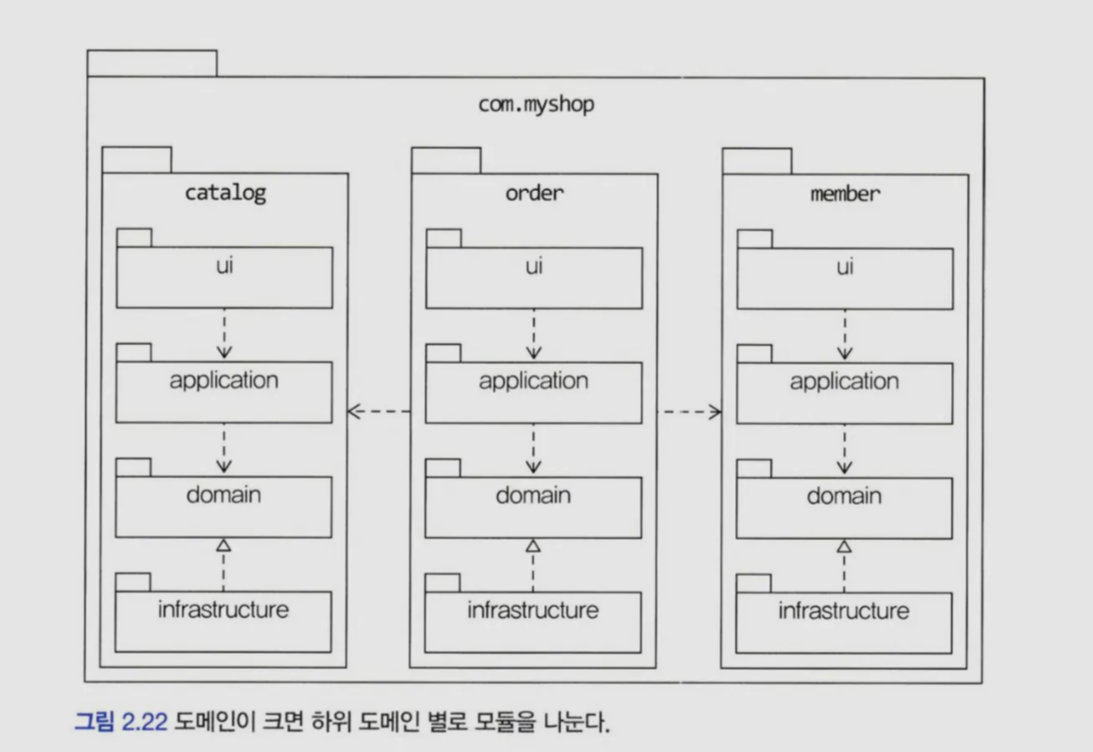 com.myshop
catalog
ui
application
domain
infrastructure
order
ui
application
domain
infrastructure
member
ui
application
domain
infrastructure
그림 2.22 도메인이 크면 하위 도메인 별로 모듈을 나눈다.